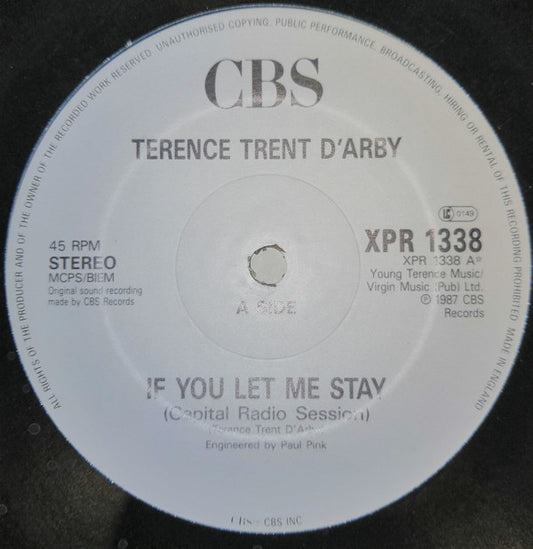 ALL RIGHTS OF THE PRODUCER AND OF THE OWNER OF THE RECORDED WORK RESERVED. UNAUTHORISED COPYING, PUBLIC PERFORMANCE, BROADCASTING, HIRING OR RENTAL OF THIS RECORDING PROHIBITED. MADE IN ENGLAND
CBS
TERENCE TRENT D'ARBY
LC 0149
45 RPM
STEREO
MCPS/BIEM
Original sound recording
made by CBS Records
XPR 1338
XPR 1338 A°
Young Terence Music/
Virgin Music (Pub) Ltd.
℗ 1987 CBS
Records
A SIDE
IF YOU LET ME STAY
(Capital Radio Session)
(Terence Trent D'Arby)
Engineered by Paul Pink
CBS - CBS INC